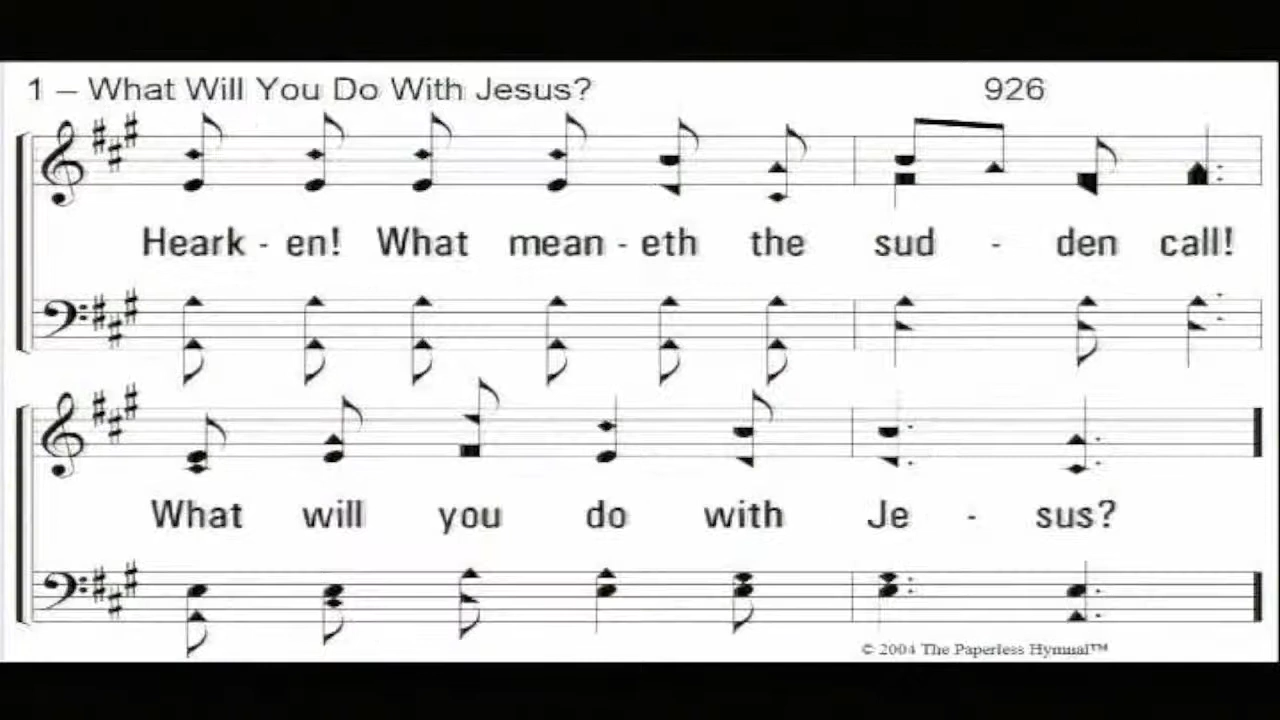 1 – What Will You Do With Jesus? 926
Heark - en! What mean - eth the sud - den call!
What will you do with Je - sus?
© 2004 The Paperless Hymnal™